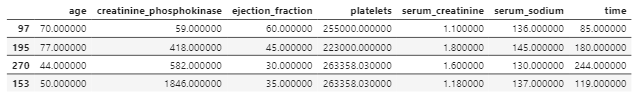 age creatinine_phosphokinase ejection_fraction platelets serum_creatinine serum_sodium time
97 70.000000 59.000000 60.000000 255000.000000 1.100000 136.000000 85.000000
195 77.000000 418.000000 45.000000 223000.000000 1.800000 145.000000 180.000000
270 44.000000 582.000000 30.000000 263358.030000 1.600000 130.000000 244.000000
153 50.000000 1846.000000 35.000000 263358.030000 1.180000 137.000000 119.000000